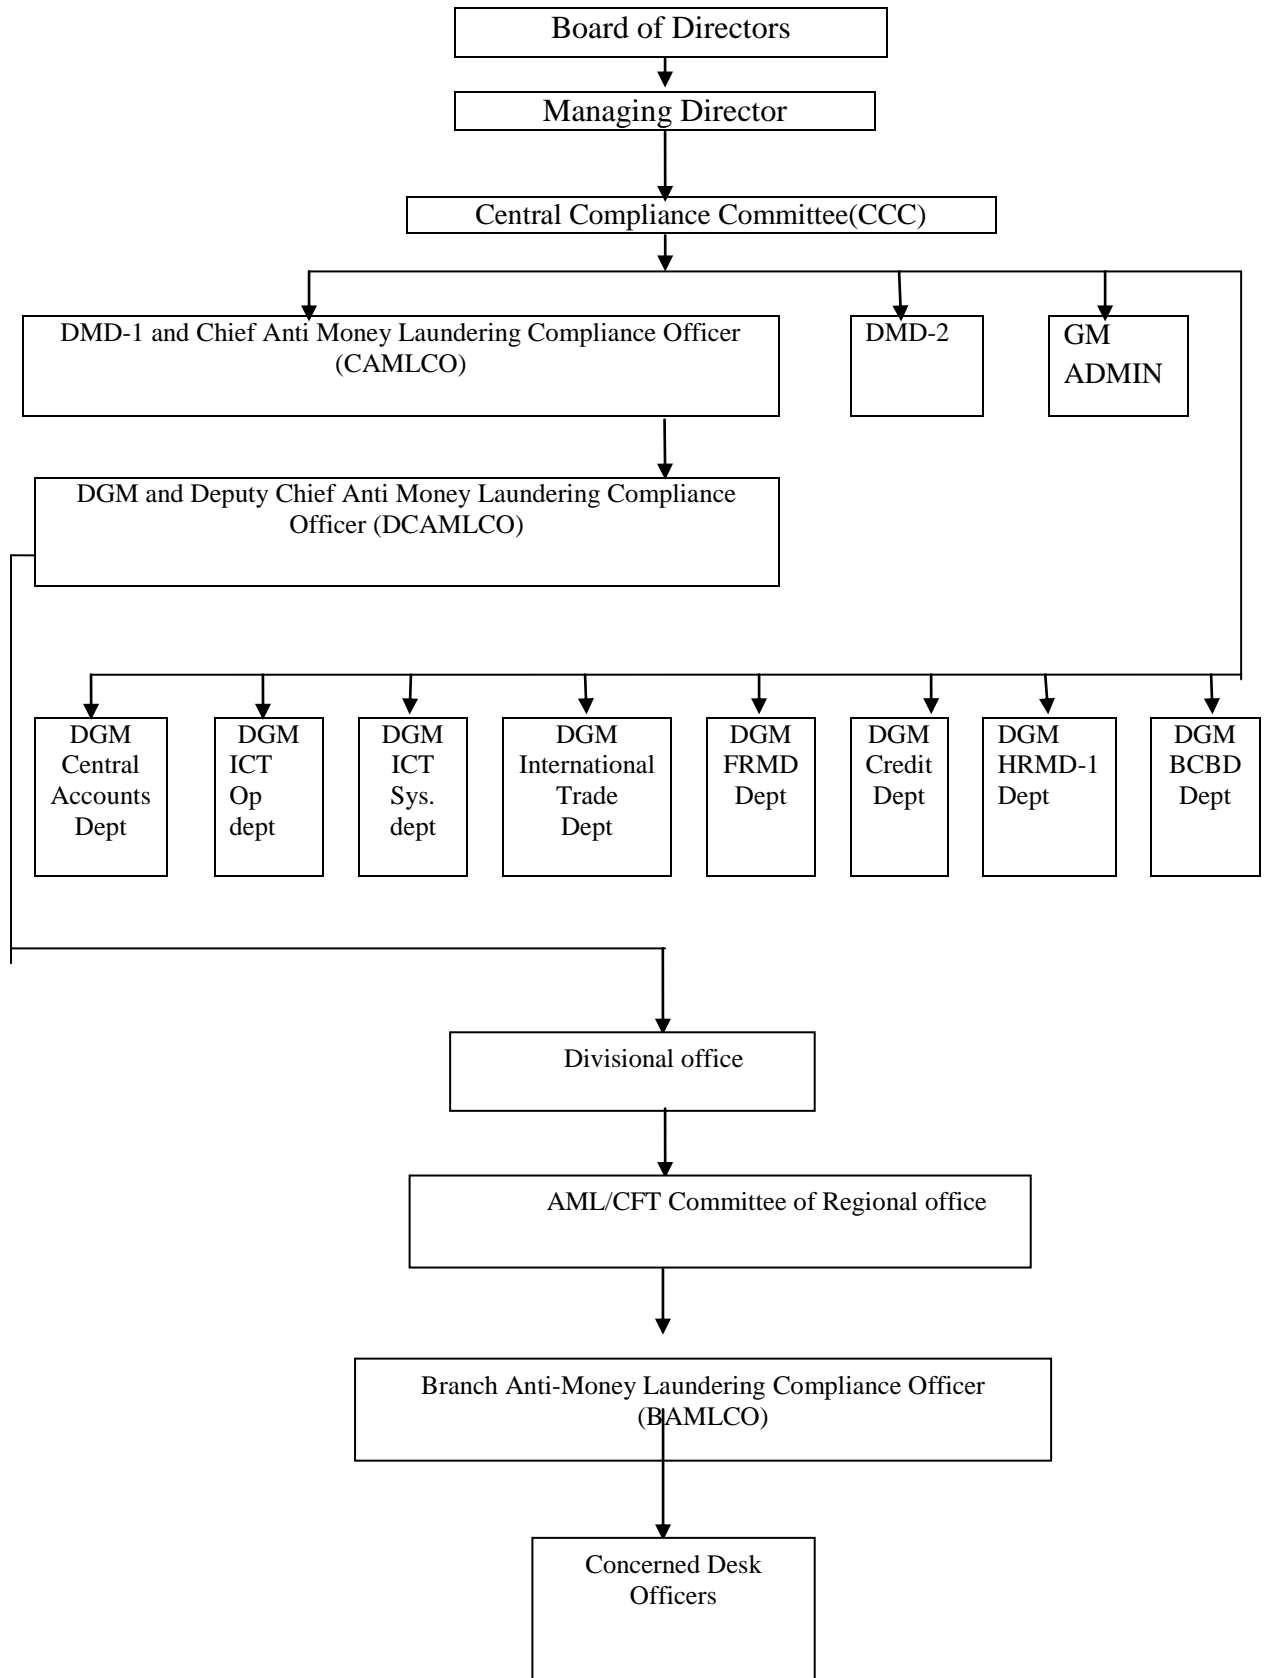 Board of Directors
Managing Director
Central Compliance Committee(CCC)
DMD-1 and Chief Anti Money Laundering Compliance Officer
(CAMLCO)
DMD-2
GM
ADMIN
DGM and Deputy Chief Anti Money Laundering Compliance
Officer (DCAMLCO)
DGM
Central
Accounts
Dept
DGM
ICT
Op
dept
DGM
ICT
Sys.
dept
DGM
International
Trade
Dept
DGM
FRMD
Dept
DGM
Credit
Dept
DGM
HRMD-1
Dept
DGM
BCBD
Dept
Divisional office
AML/CFT Committee of Regional office
Branch Anti-Money Laundering Compliance Officer
(BAMLCO)
Concerned Desk
Officers